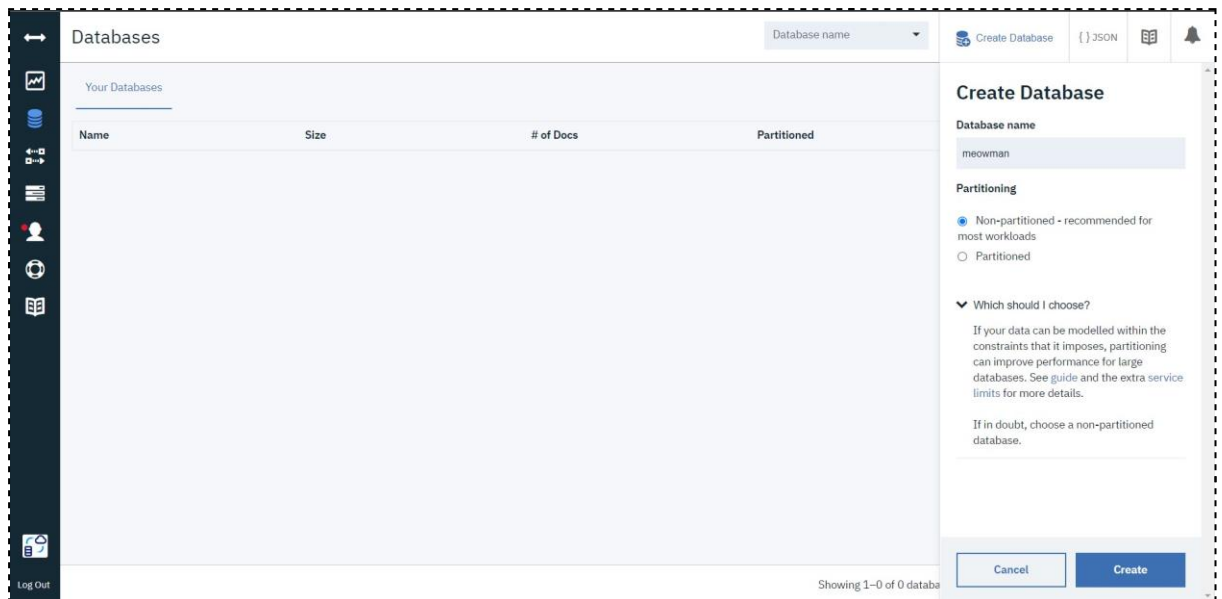 Databases
Database name
Create Database
{ } JSON
Your Databases
Name Size # of Docs Partitioned
Showing 1–0 of 0 databa
Create Database
Database name
meowman
Partitioning
Non-partitioned - recommended for
most workloads
Partitioned
Which should I choose?
If your data can be modelled within the
constraints that it imposes, partitioning
can improve performance for large
databases. See guide and the extra service
limits for more details.
If in doubt, choose a non-partitioned
database.
Cancel
Create
Log Out